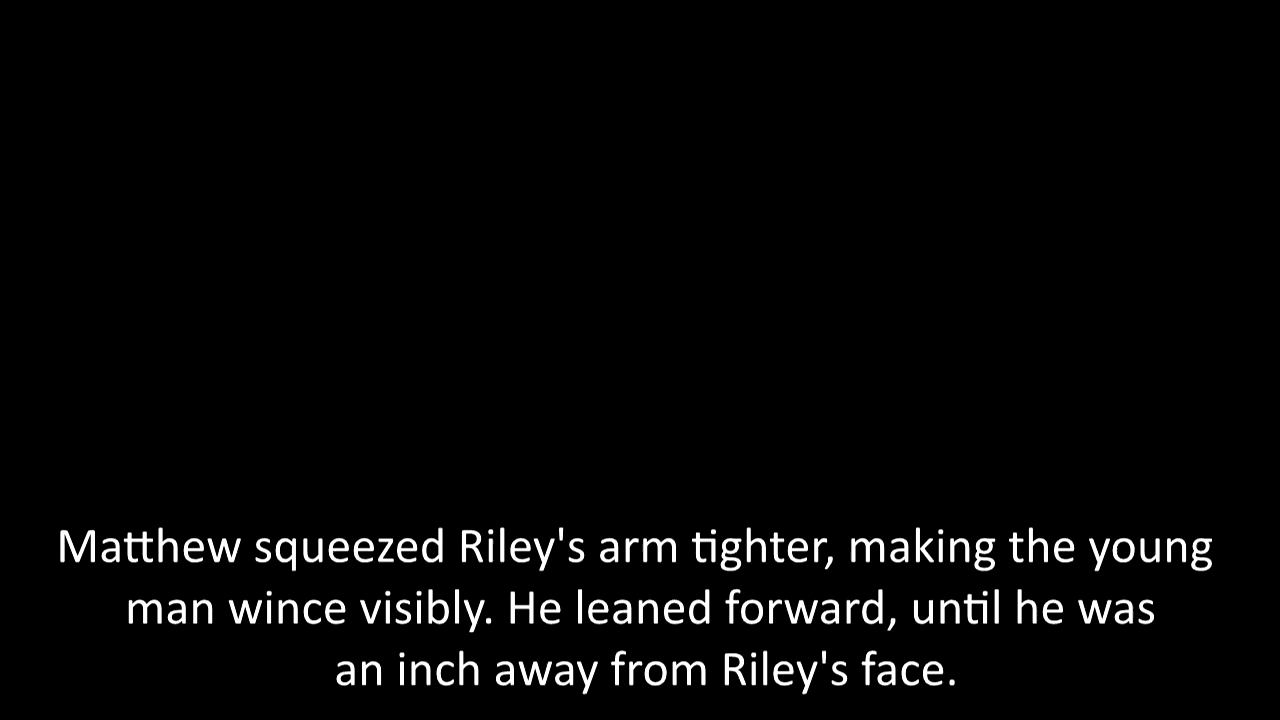 Matthew squeezed Riley's arm tighter, making the young
man wince visibly. He leaned forward, until he was
an inch away from Riley's face.